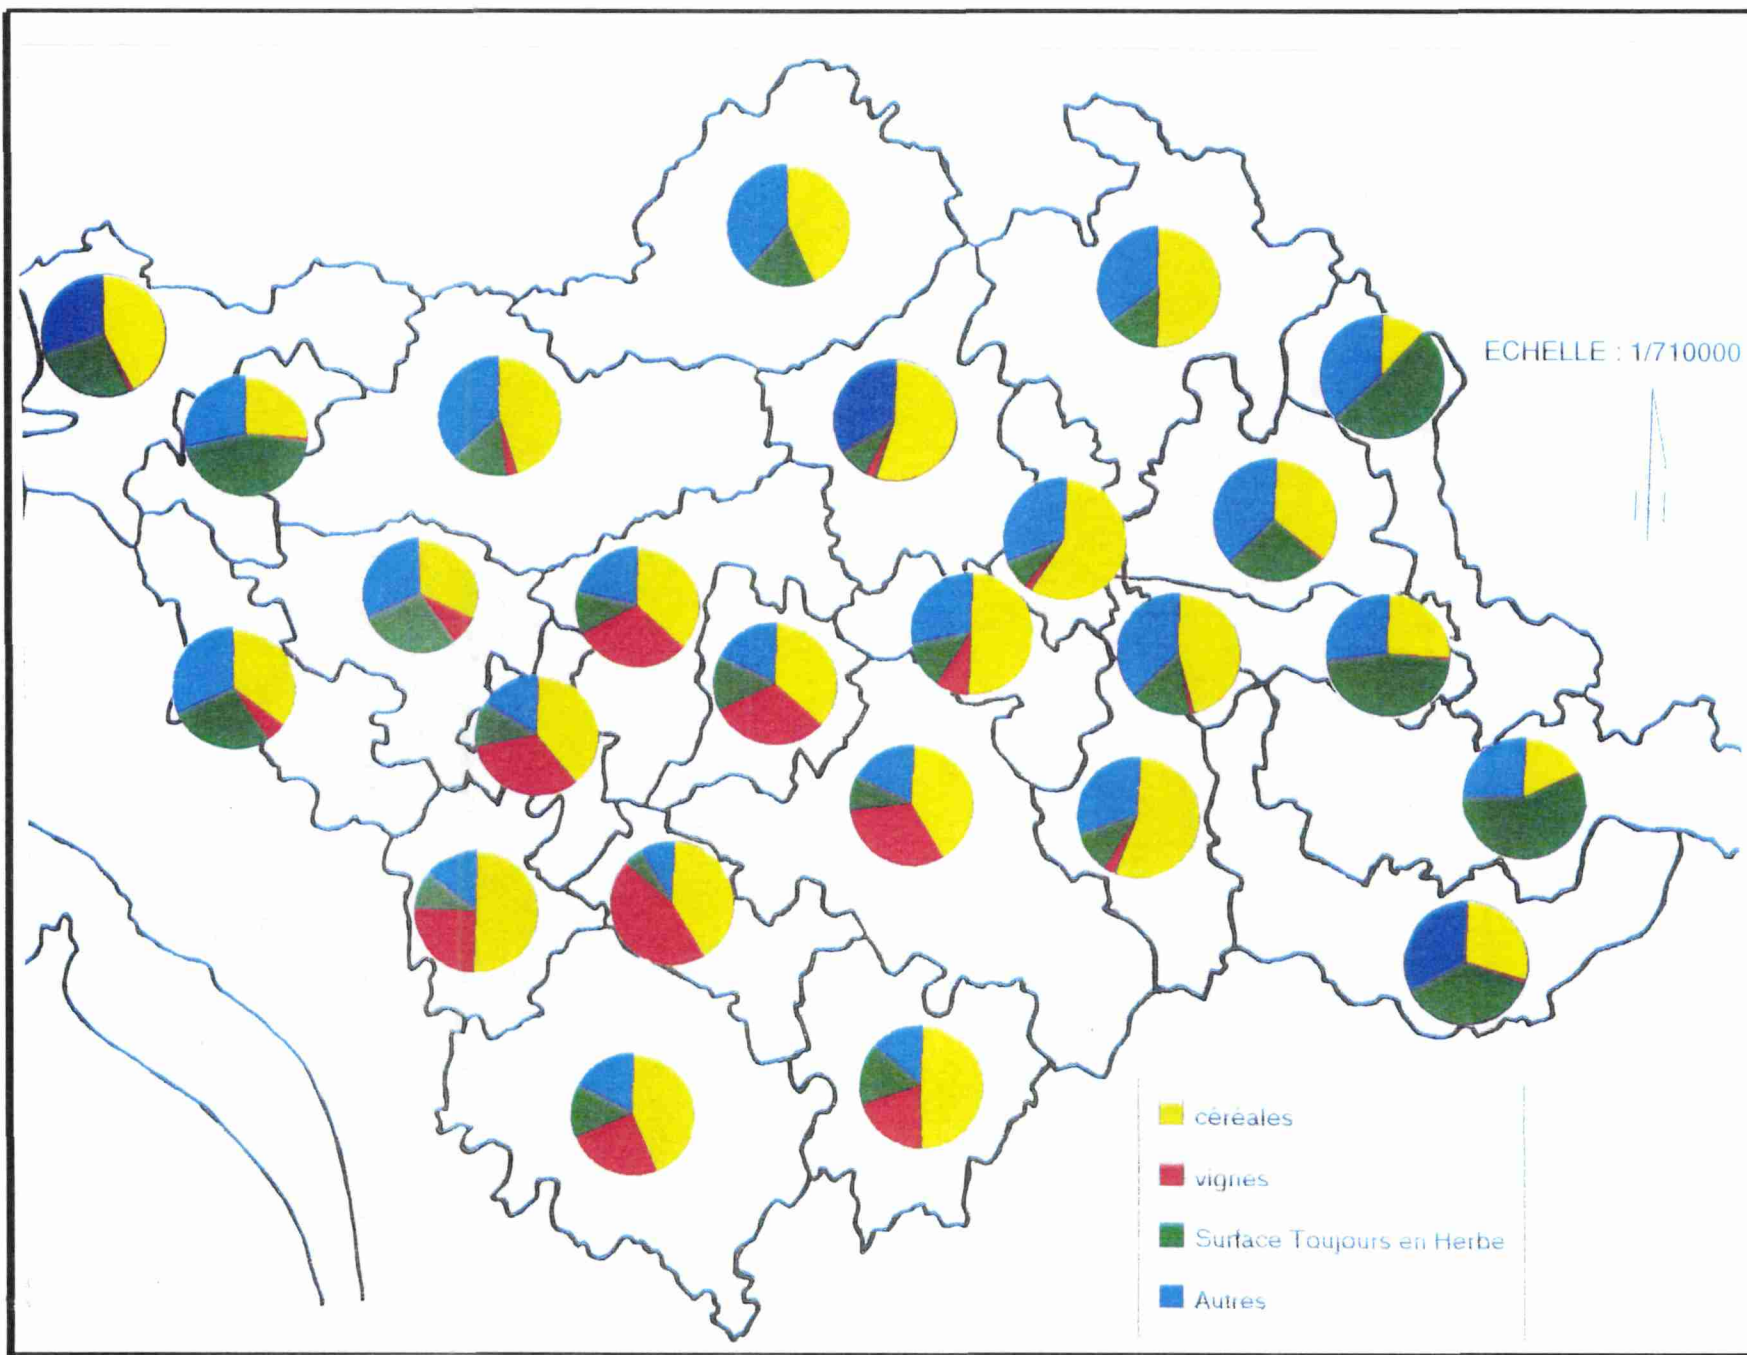 ECHELLE : 1/710000
céréales
vignes
Surface Toujours en Herbe
Autres